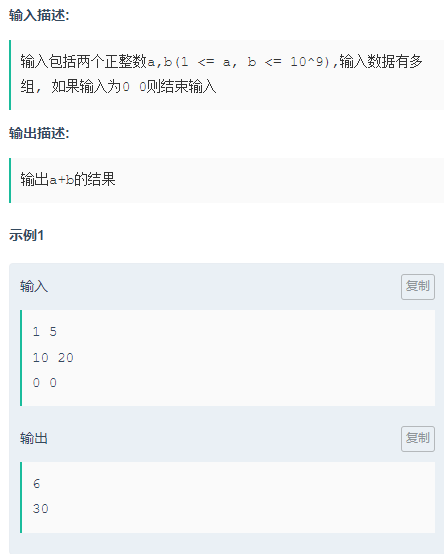 输入描述:
输入包括两个正整数a,b(1 <= a, b <= 10^9),输入数据有多
组, 如果输入为0 0则结束输入
输出描述:
输出a+b的结果
示例1
输入
复制
1 5
10 20
0 0
输出
复制
6
30